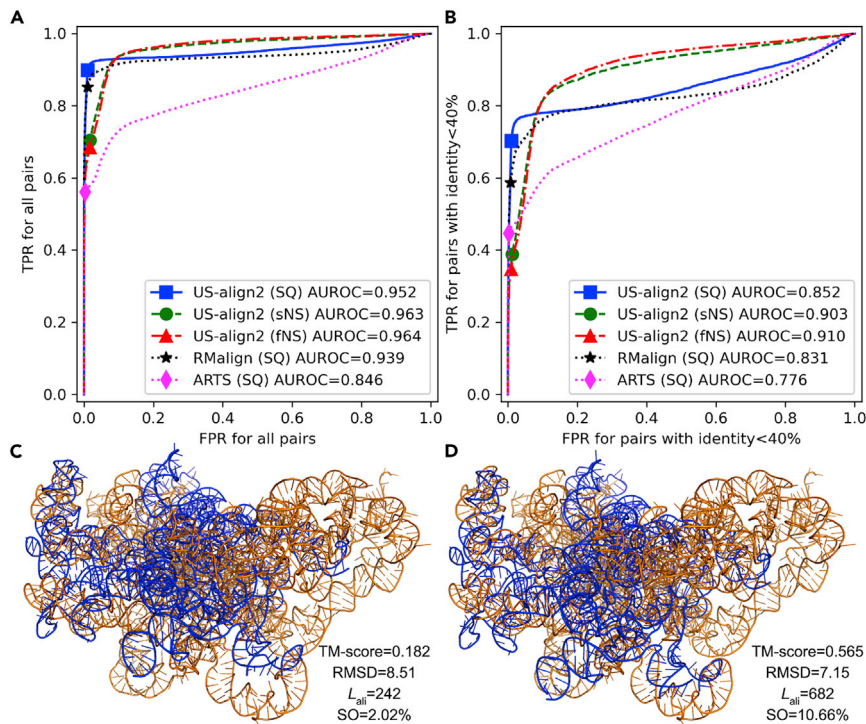 A
TPR for all pairs
1.0
0.8
0.6
0.4
0.2
0.0
US-align2 (SQ) AUROC=0.952
US-align2 (sNS) AUROC=0.963
US-align2 (fNS) AUROC=0.964
RMalign (SQ) AUROC=0.939
ARTS (SQ) AUROC=0.846
0.0 0.2 0.4 0.6 0.8 1.0
FPR for all pairs
B
TPR for pairs with identity<40%
1.0
0.8
0.6
0.4
0.2
0.0
US-align2 (SQ) AUROC=0.852
US-align2 (sNS) AUROC=0.903
US-align2 (fNS) AUROC=0.910
RMalign (SQ) AUROC=0.831
ARTS (SQ) AUROC=0.776
0.0 0.2 0.4 0.6 0.8 1.0
FPR for pairs with identity<40%
C
TM-score=0.182
RMSD=8.51
Lali=242
SO=2.02%
D
TM-score=0.565
RMSD=7.15
Lali=682
SO=10.66%